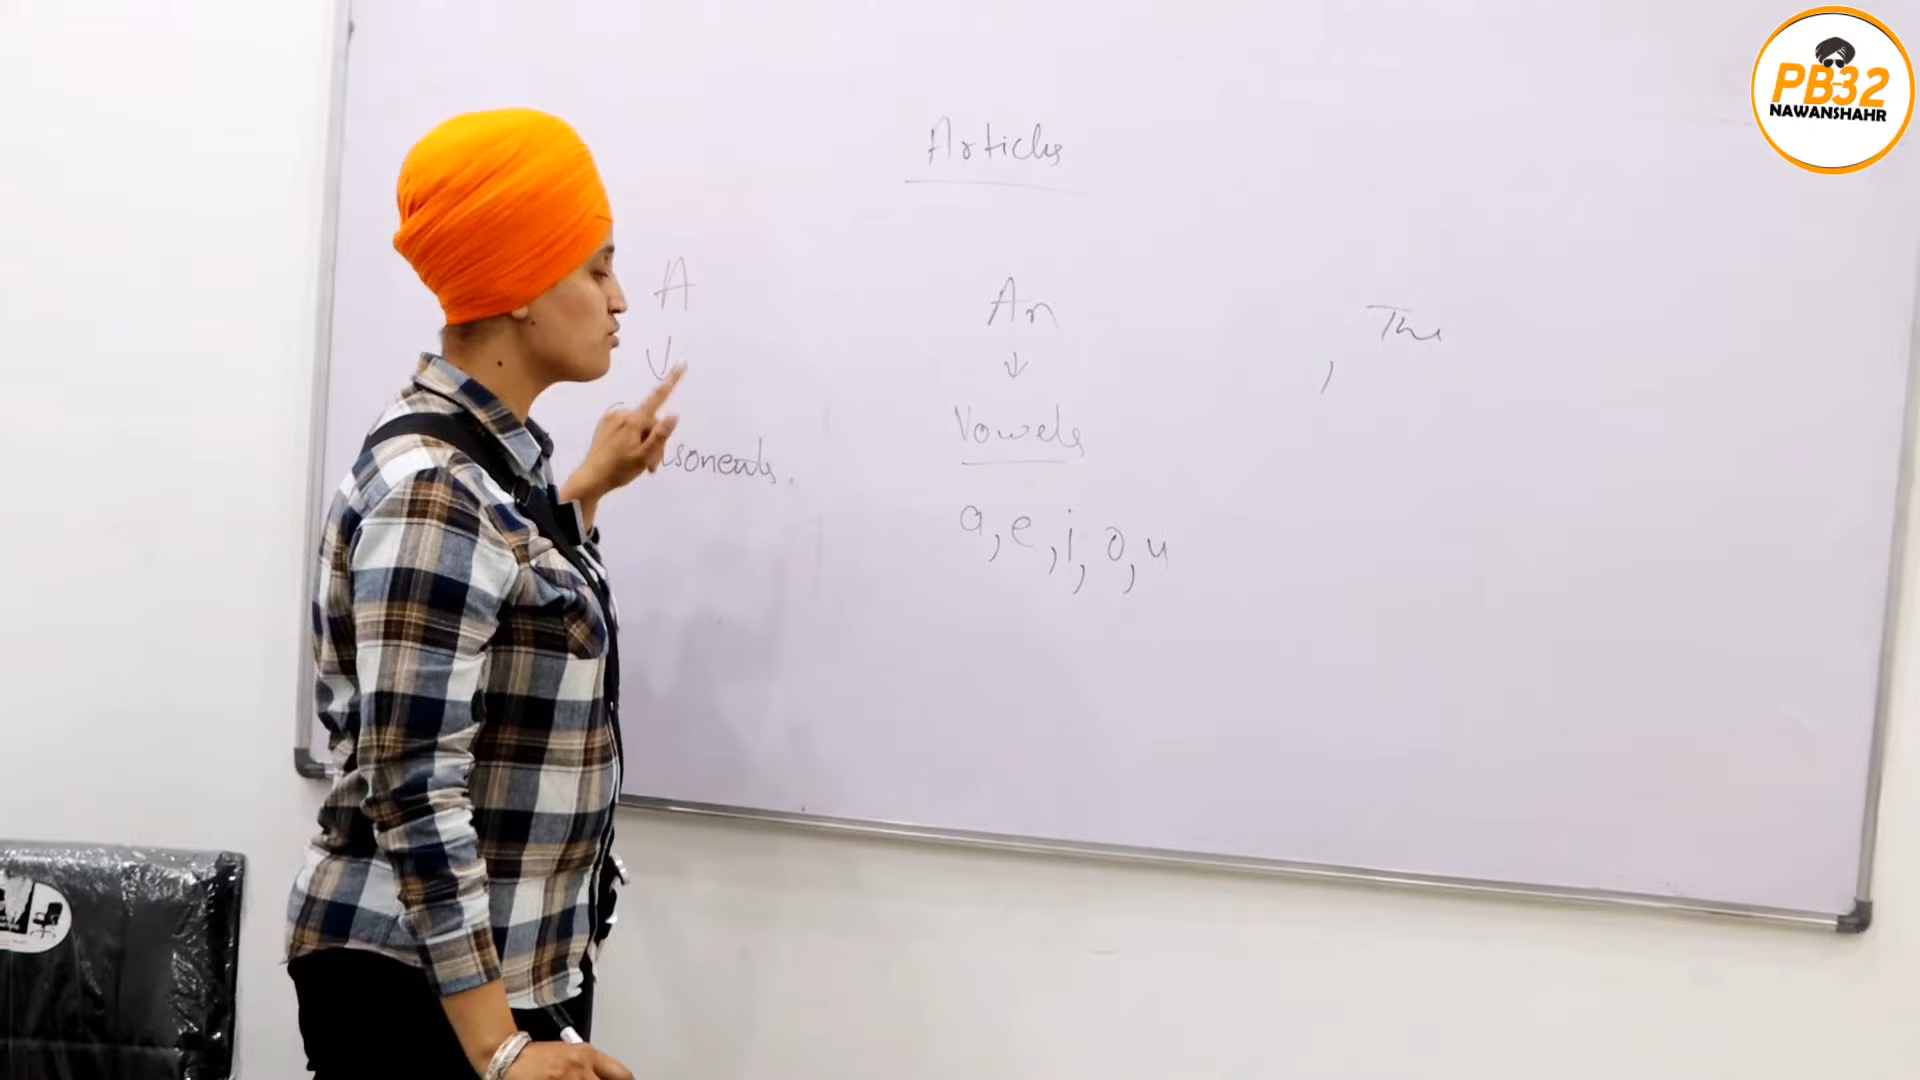 PB32
NAWANSHAHR
Articles
A
An
, The
Vowels
a, e, i, o, u